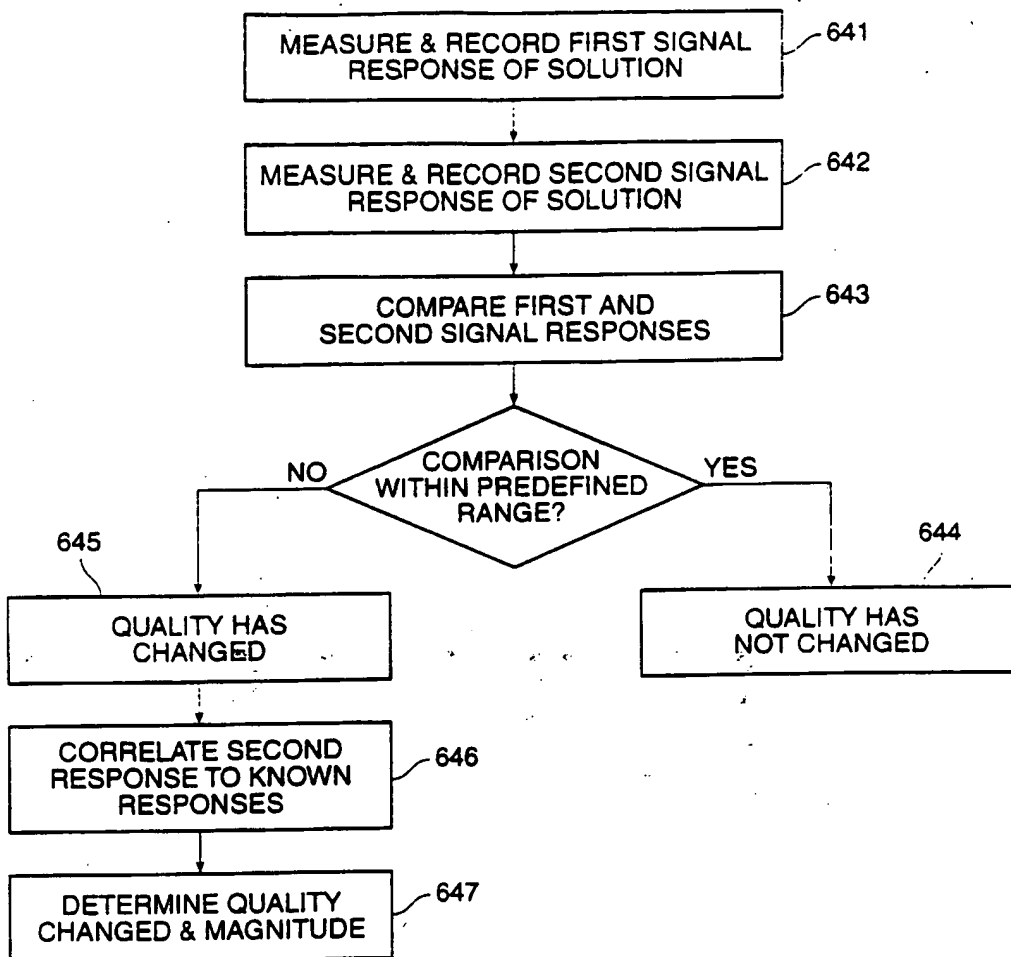 MEASURE & RECORD FIRST SIGNAL
RESPONSE OF SOLUTION
641
MEASURE & RECORD SECOND SIGNAL
RESPONSE OF SOLUTION
642
COMPARE FIRST AND
SECOND SIGNAL RESPONSES
643
COMPARISON
WITHIN PREDEFINED
RANGE?
NO
YES
645
QUALITY HAS
CHANGED
644
QUALITY HAS
NOT CHANGED
CORRELATE SECOND
RESPONSE TO KNOWN
RESPONSES
646
DETERMINE QUALITY
CHANGED & MAGNITUDE
647